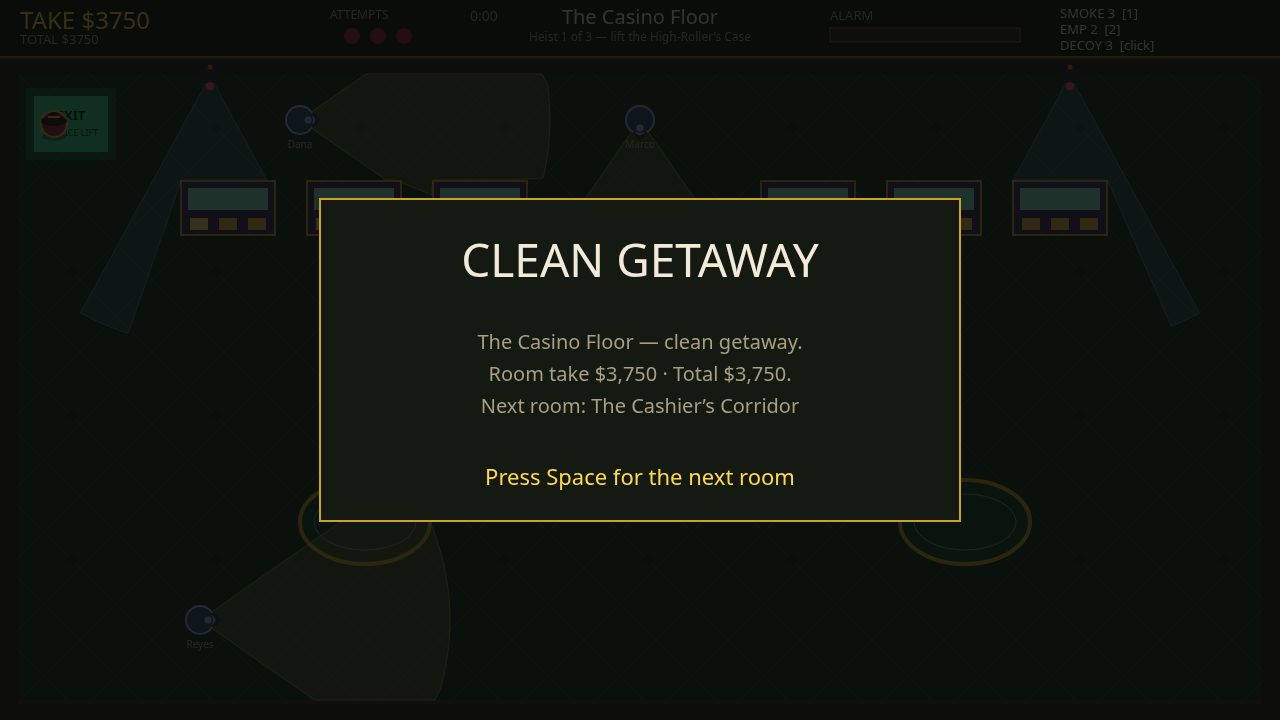 TAKE $3750
TOTAL $3750
ATTEMPTS
0:00
The Casino Floor
Heist 1 of 3 — lift the High-Roller's Case
ALARM
SMOKE 3 [1]
EMP 2 [2]
DECOY 3 [click]
Dana
Marco
CLEAN GETAWAY
The Casino Floor — clean getaway.
Room take $3,750 · Total $3,750.
Next room: The Cashier’s Corridor
Press Space for the next room
Reyes